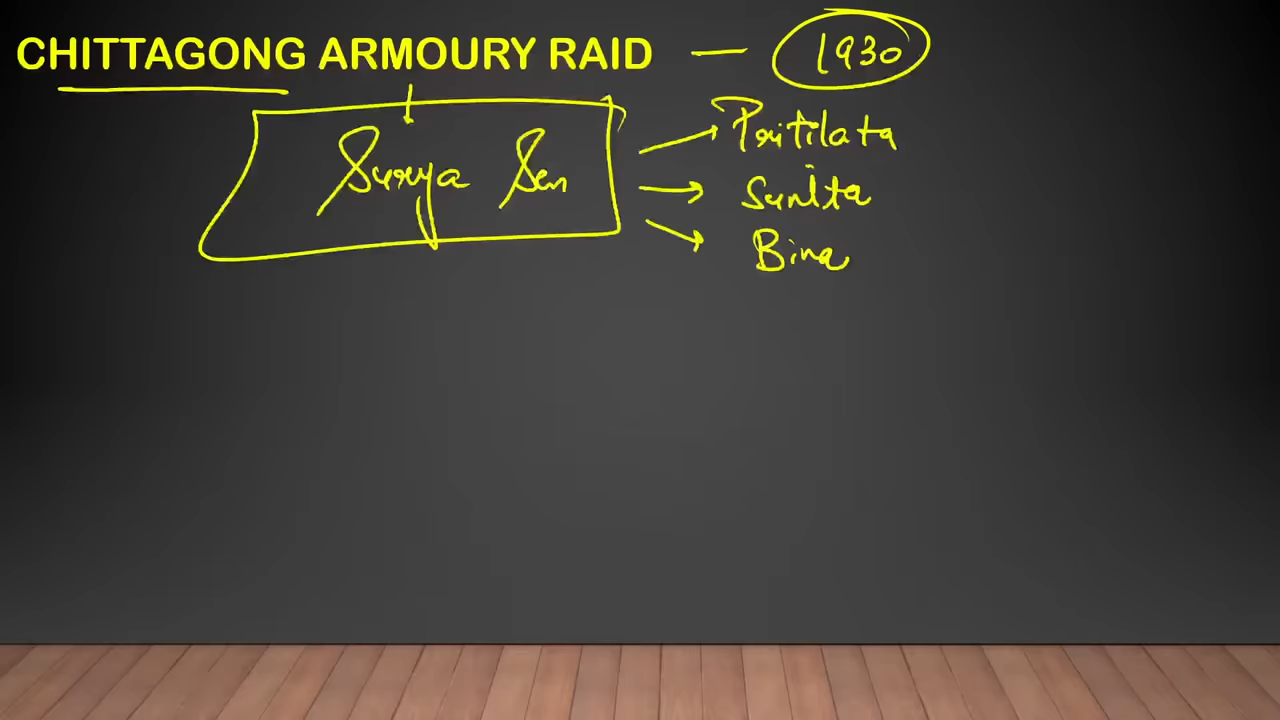 CHITTAGONG ARMOURY RAID — 1930
Surya Sen
Pritilata
Sunita
Bina